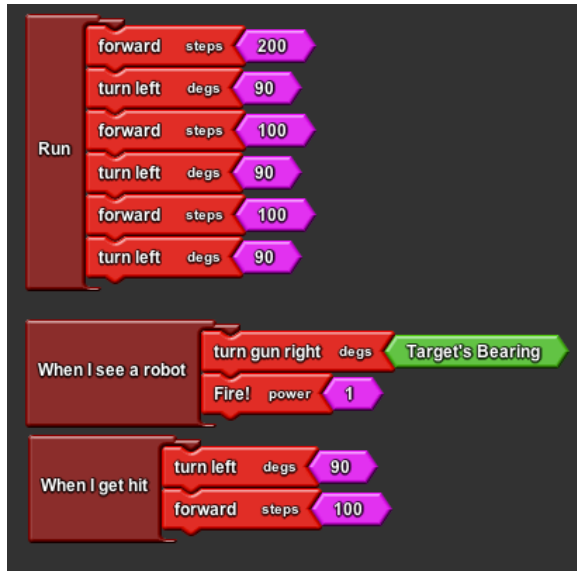 forward steps 200
turn left degs 90
forward steps 100
Run
turn left degs 90
forward steps 100
turn left degs 90
turn gun right degs Target's Bearing
When I see a robot
Fire! power 1
turn left degs 90
When I get hit
forward steps 100